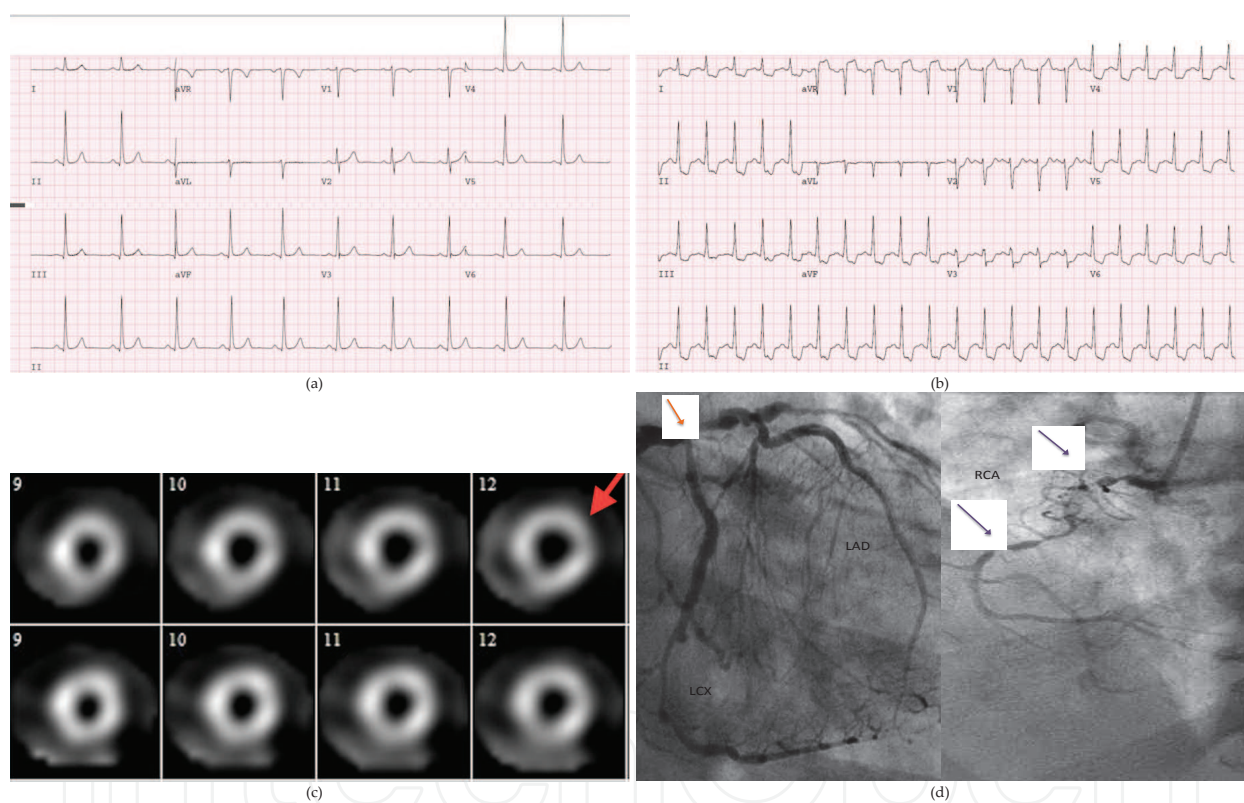 I aVR V1 V4
II aVL V2 V5
III aVF V3 V6
II
(a)
I aVR V1 V4
II aVL V2 V5
III aVF V3 V6
II
(b)
9 10 11 12
9 10 11 12
(c)
RCA
LAD
LCX
(d)